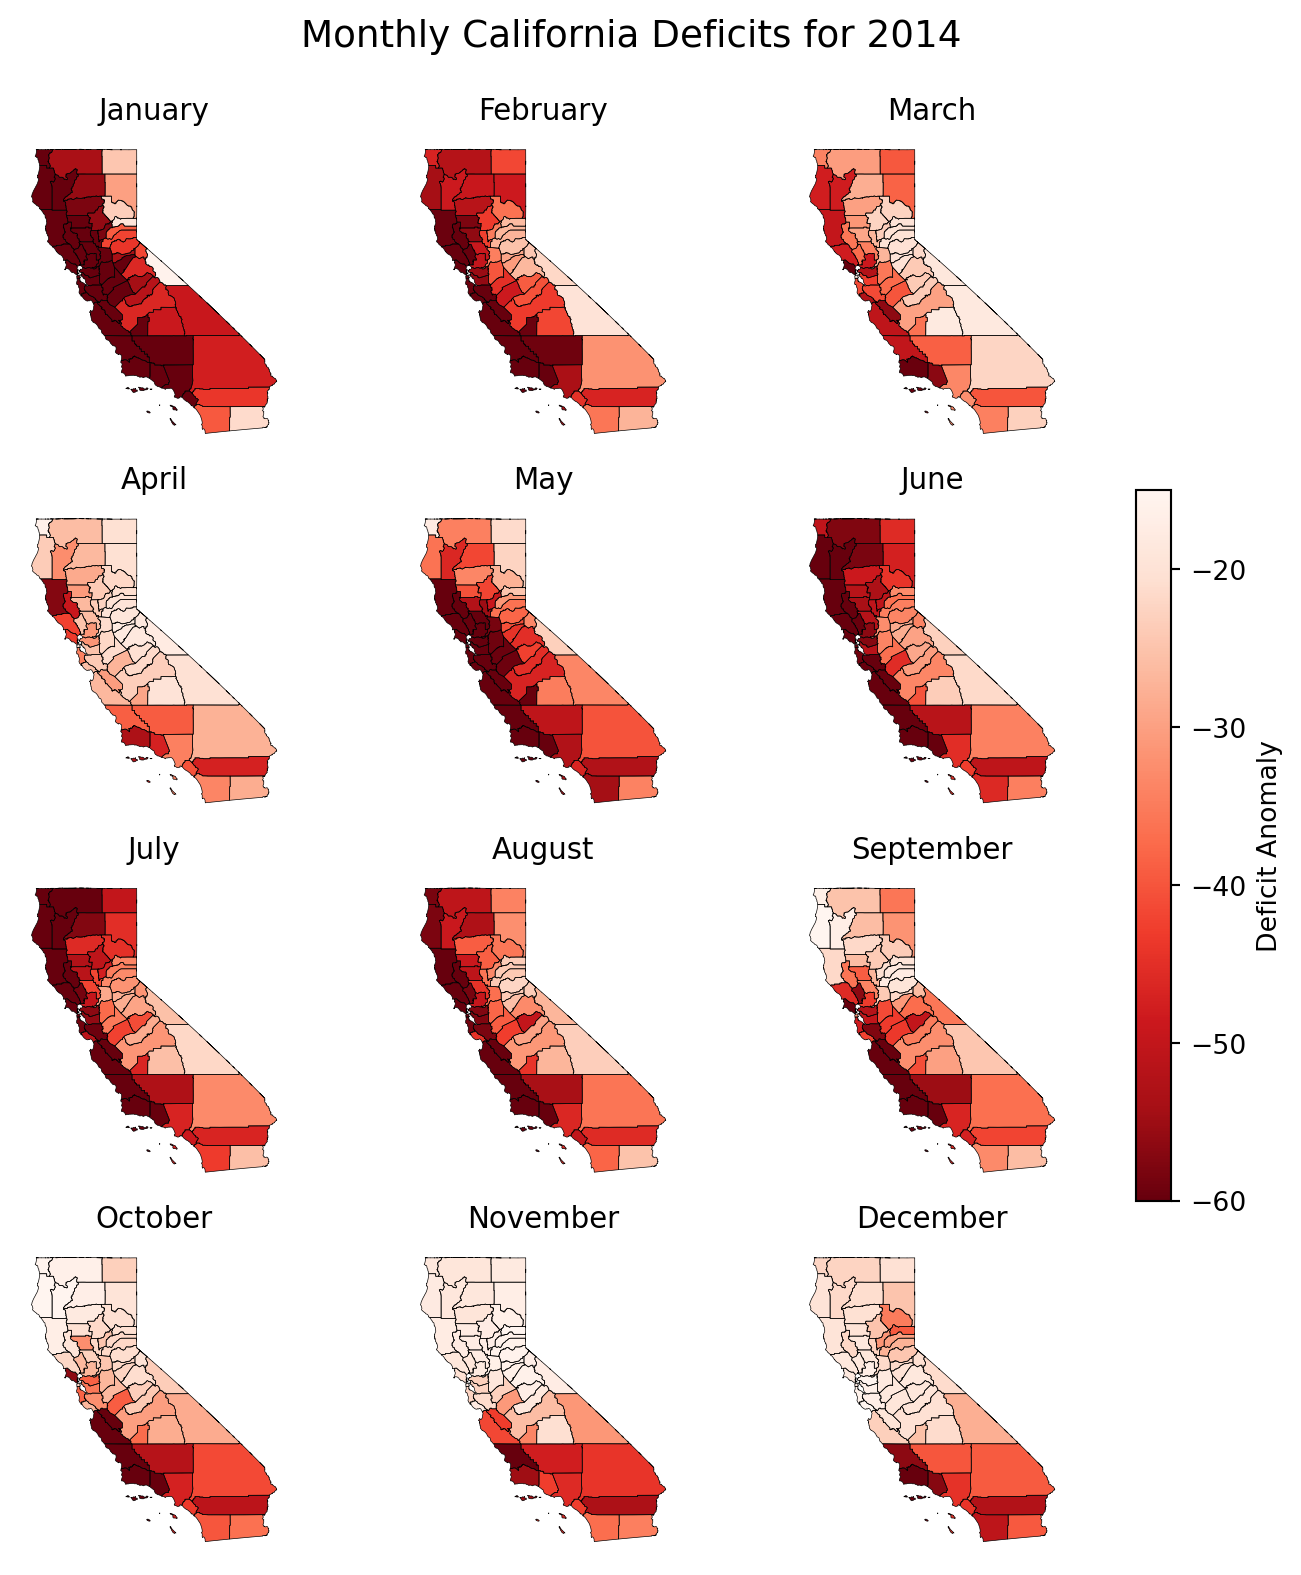 Monthly California Deficits for 2014
January
February
March
April
May
June
July
August
September
October
November
December
−20
−30
−40
−50
−60
Deficit Anomaly